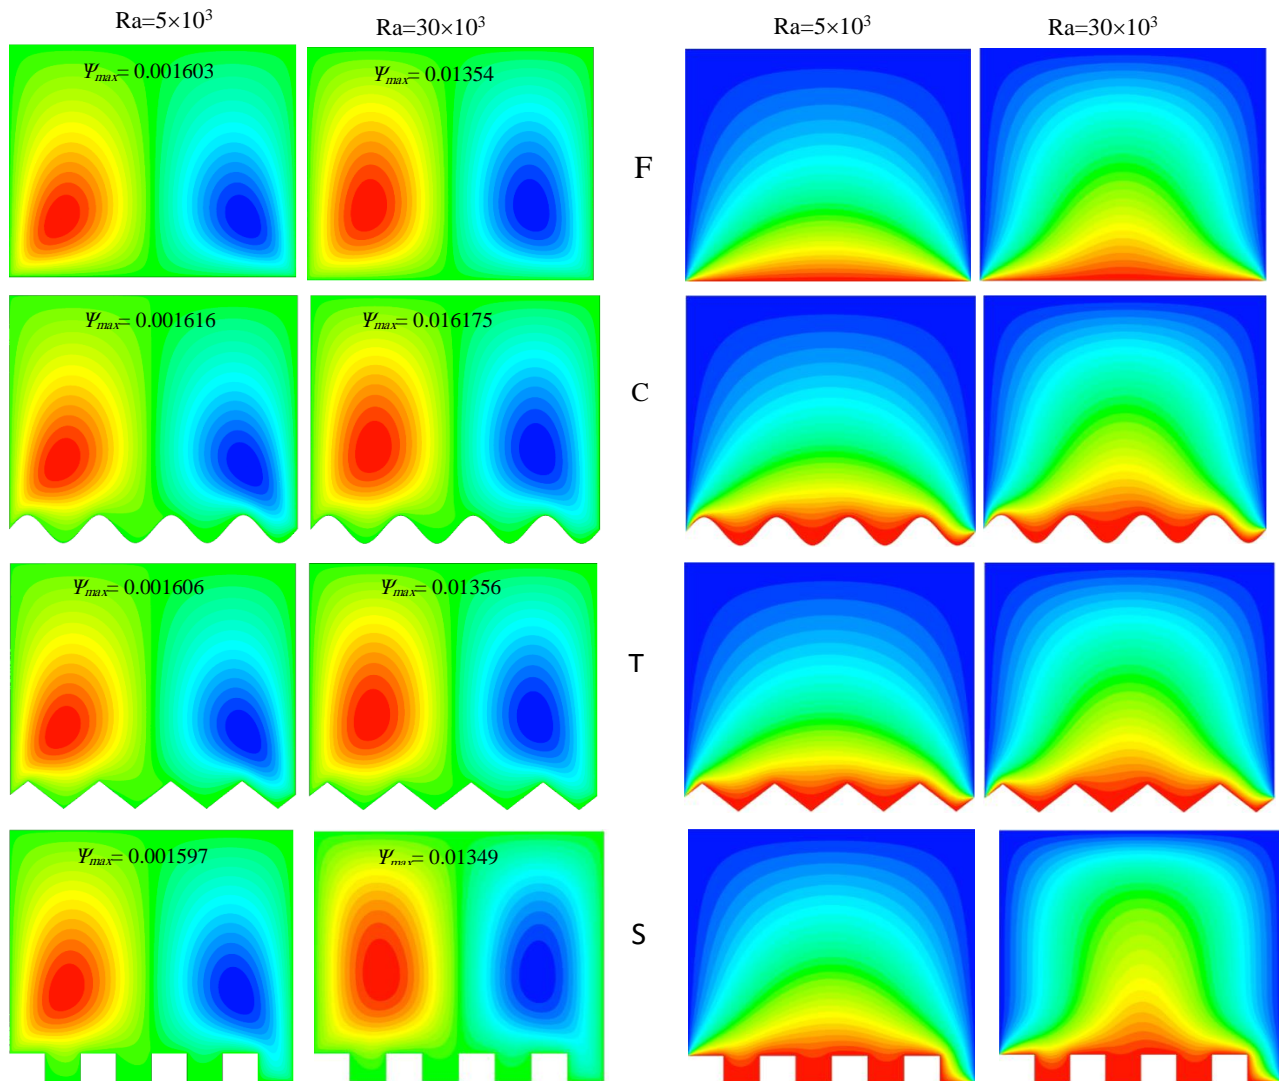 Ra=5×10³ Ra=30×10³ Ra=5×10³ Ra=30×10³
Ψmax= 0.001603 Ψmax= 0.01354
F
Ψmax= 0.001616 Ψmax= 0.016175
C
Ψmax= 0.001606 Ψmax= 0.01356
T
Ψmax= 0.001597 Ψmax= 0.01349
S